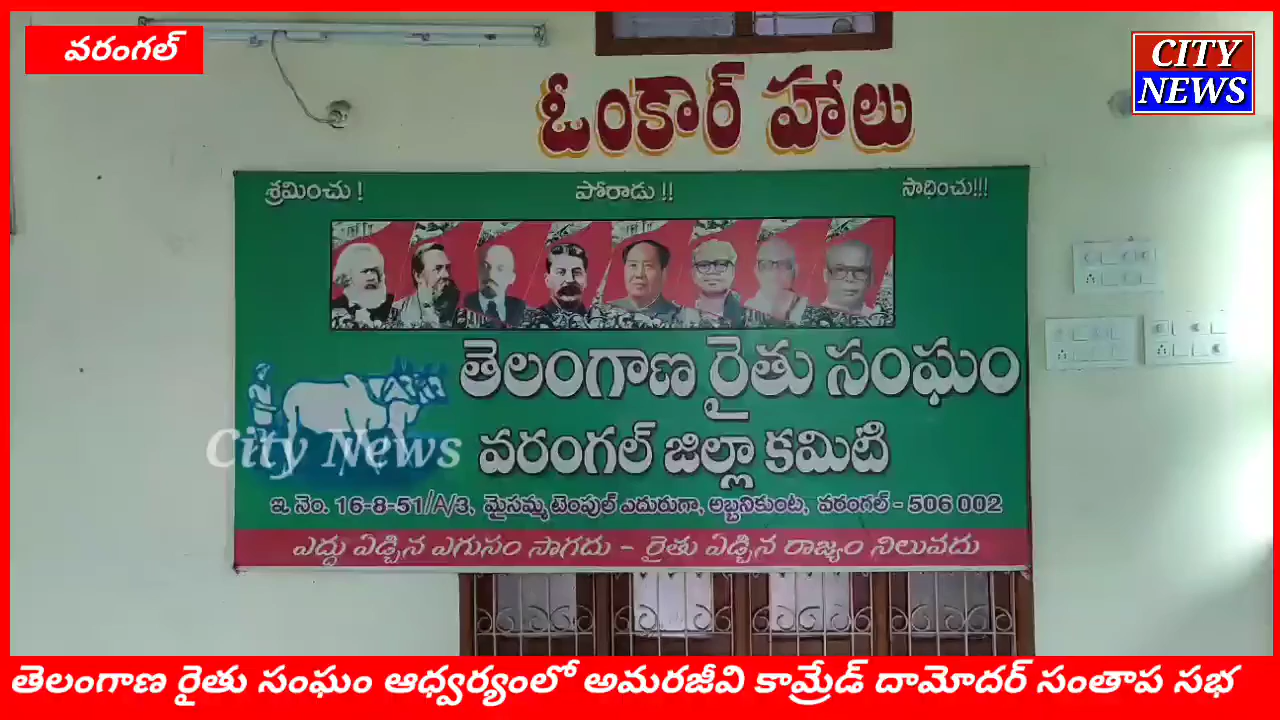 వరంగల్
CITY
NEWS
ఓంకార్ హాలు
శ్రమించు ! పోరాడు !! సాధించు!!!
తెలంగాణ రైతు సంఘం
వరంగల్ జిల్లా కమిటి
City News
ఇ. నెం. 16-8-51/A/3, మైసమ్మ టెంపుల్ ఎదురుగా, అబ్బనికుంట, వరంగల్ - 506 002
ఎద్దు ఏడ్చిన ఎగుసం సాగదు - రైతు ఏడ్చిన రాజ్యం నిలువదు
తెలంగాణ రైతు సంఘం ఆధ్వర్యంలో అమరజీవి కామ్రేడ్ దామోదర్ సంతాప సభ